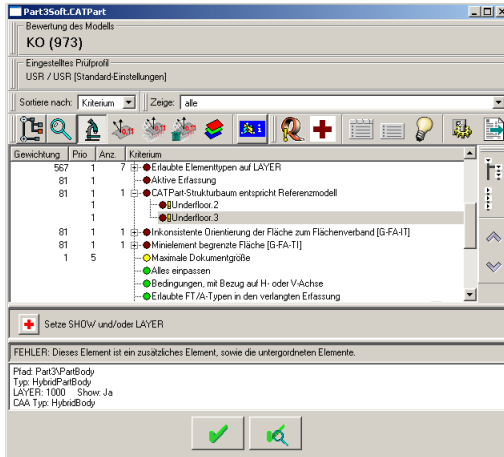 Part3Soft.CATPart
Bewertung des Modells
KO (973)
Eingestelltes Prüfprofil
USR / USR [Standard-Einstellungen]
Sortiere nach: Kriterium Zeige: alle
Gewichtung Prio Anz. Kriterium
567 1 7 Erlaubte Elementtypen auf LAYER
81 1 Aktive Erfassung
81 1 1 CATPart-Strukturbaum entspricht Referenzmodell
1 Underfloor.2
1 Underfloor.3
81 1 1 Inkonsistente Orientierung der Fläche zum Flächenverband [G-FA-IT]
81 1 1 Minielement begrenzte Fläche [G-FA-TI]
1 5 Maximale Dokumentgröße
Alles einpassen
Bedingungen, mit Bezug auf H- oder V-Achse
Erlaubte FT/A-Typen in den verlangten Erfassung
Setze SHOW und/oder LAYER
FEHLER: Dieses Element ist ein zusätzliches Element, sowie die untergordneten Elemente.
Pfad: Part3\PartBody
Typ: HybridPartBody
LAYER: 1000 Show: Ja
CAA Typ: HybridBody